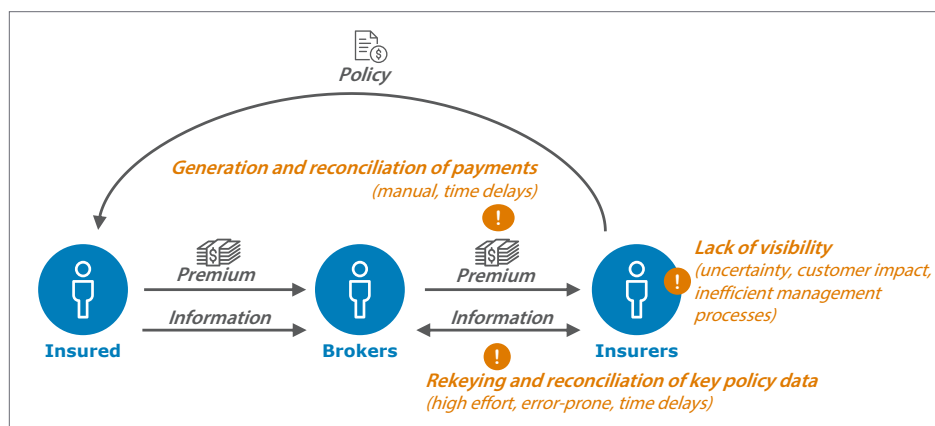 Policy
Generation and reconciliation of payments
(manual, time delays)
!
$
Premium
$
Premium
Information
Information
Insured
Brokers
Insurers
!
Lack of visibility
(uncertainty, customer impact,
inefficient management
processes)
!
Rekeying and reconciliation of key policy data
(high effort, error-prone, time delays)